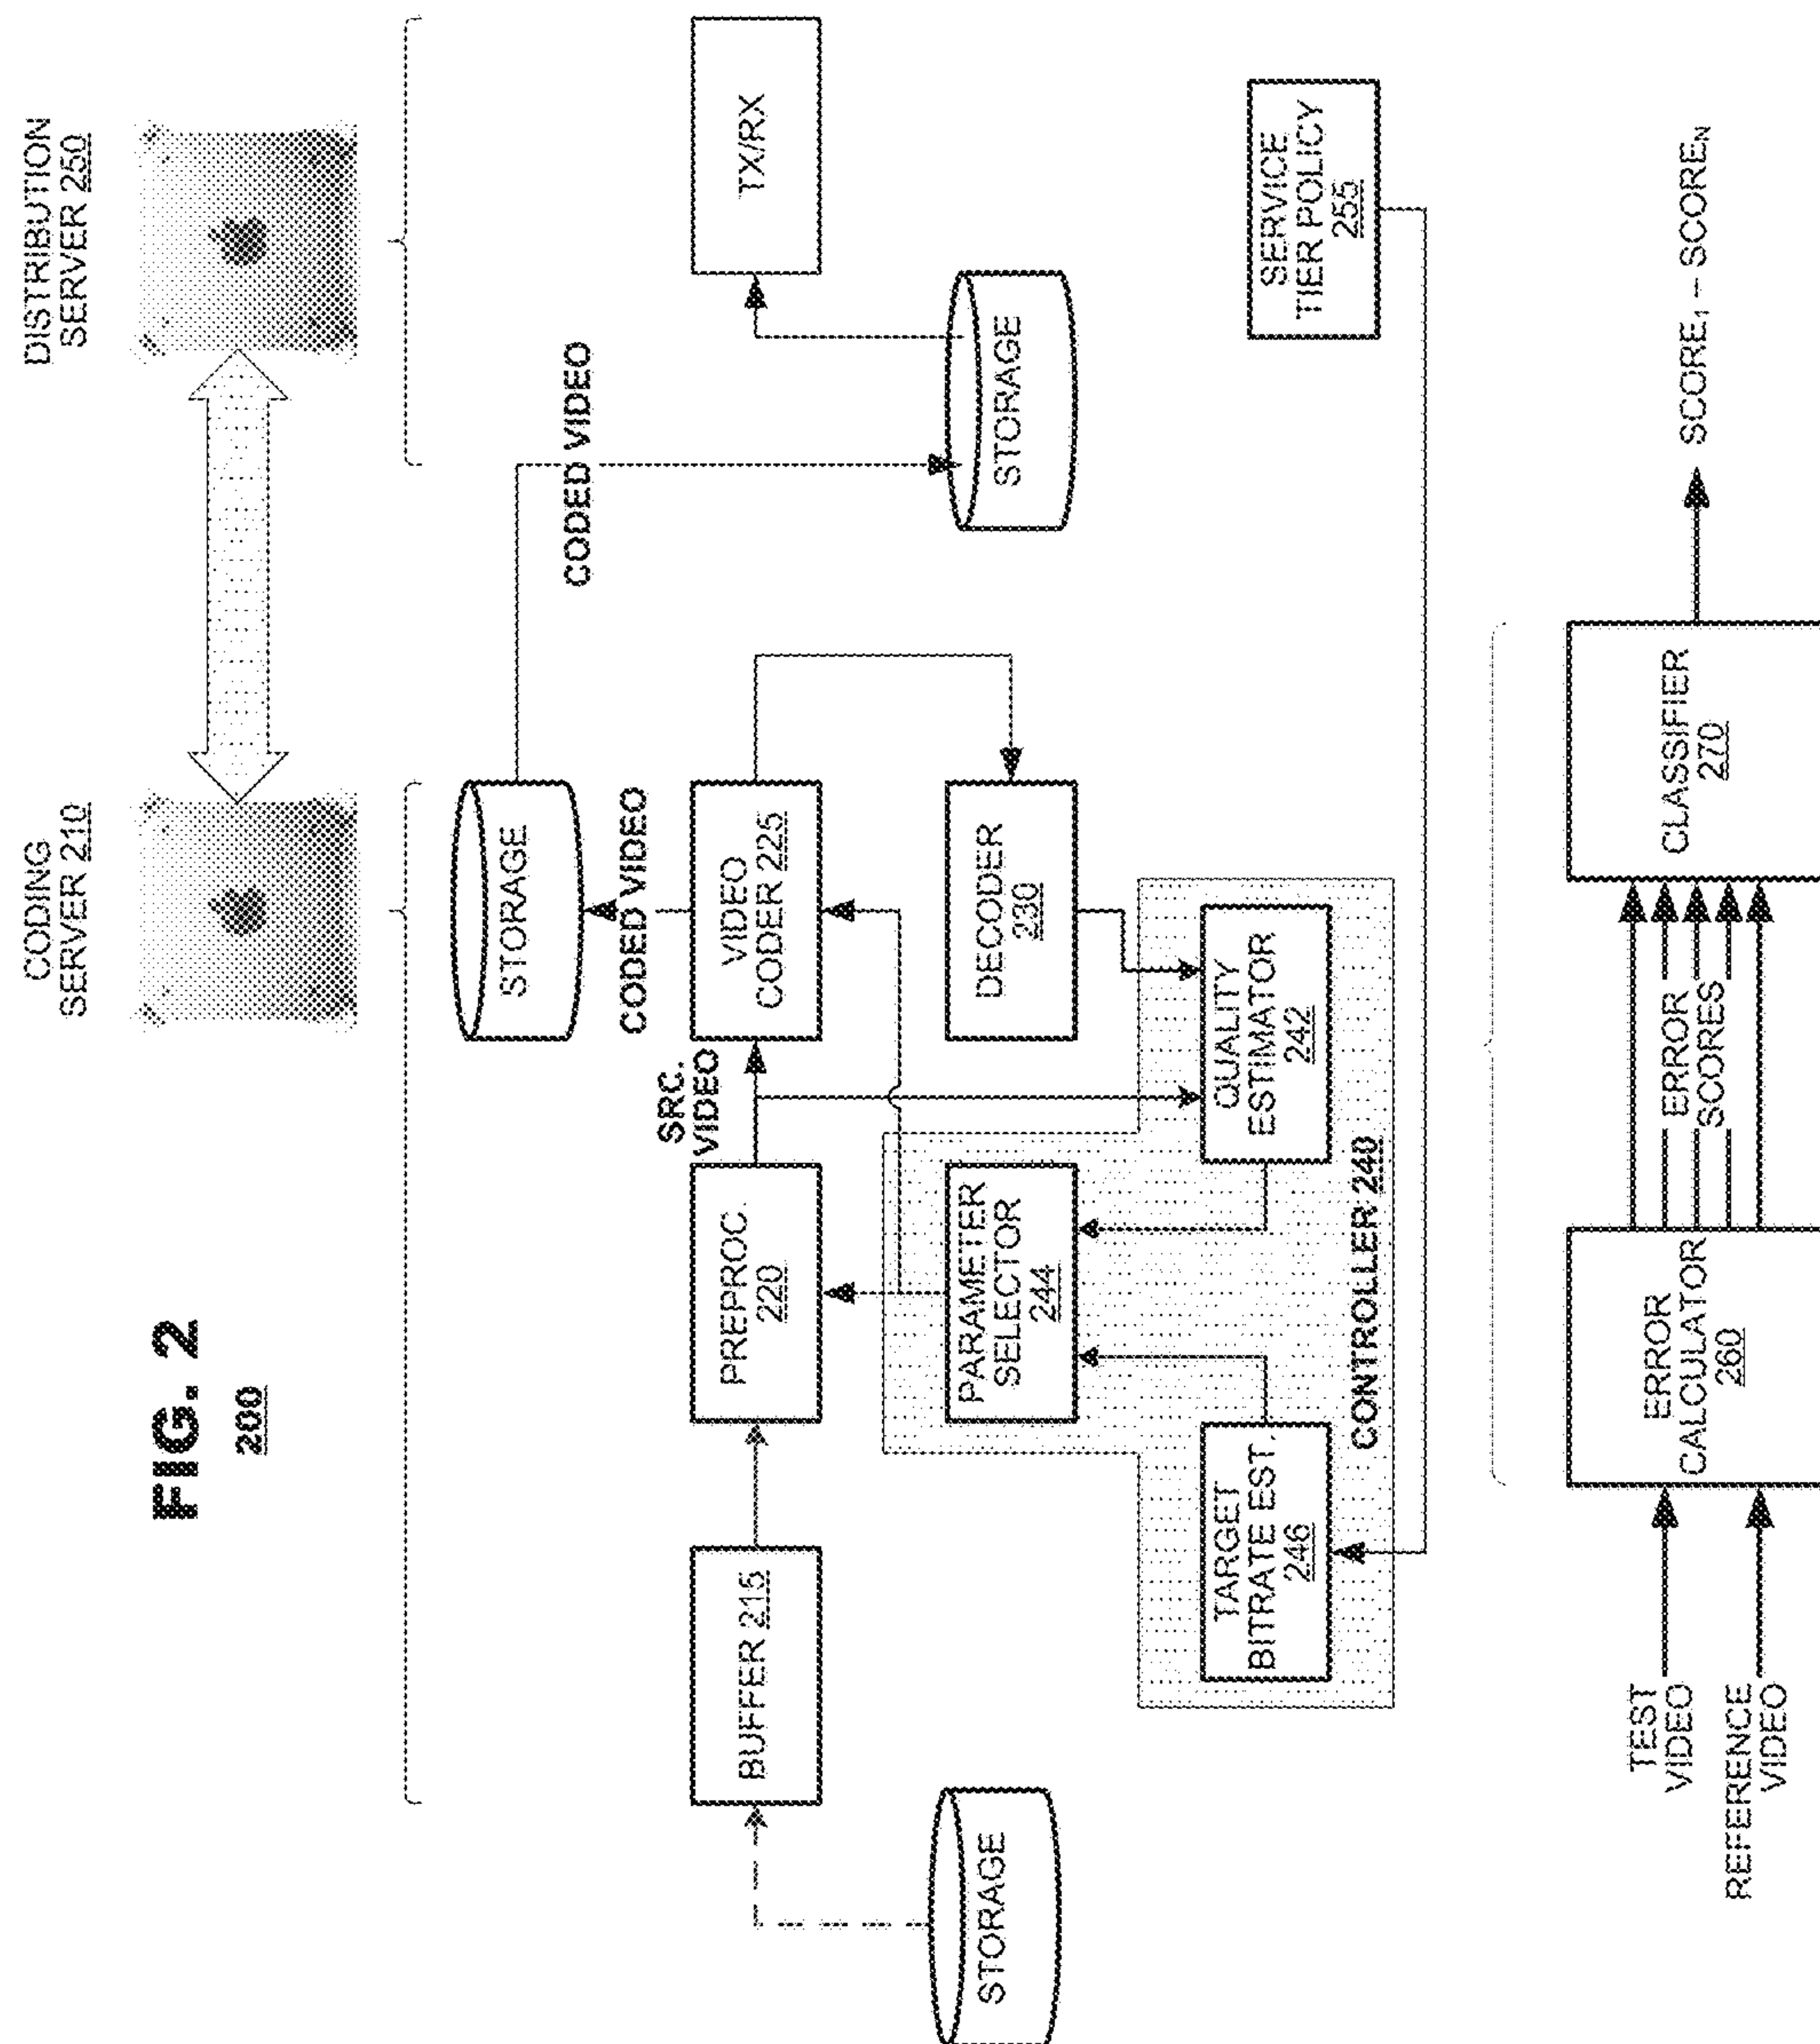 FIG. 2
200
CODING
SERVER 210
DISTRIBUTION
SERVER 250
STORAGE
CODED VIDEO
CODED VIDEO
SRC.
VIDEO
STORAGE
BUFFER 215
PREPROC.
220
VIDEO
CODER 225
TX/RX
PARAMETER
SELECTOR
244
DECODER
230
STORAGE
TARGET
BITRATE EST.
246
QUALITY
ESTIMATOR
242
CONTROLLER 240
SERVICE
TIER POLICY
255
TEST
VIDEO
REFERENCE
VIDEO
ERROR
CALCULATOR
260
ERROR
SCORES
CLASSIFIER
270
SCORE1 – SCOREN